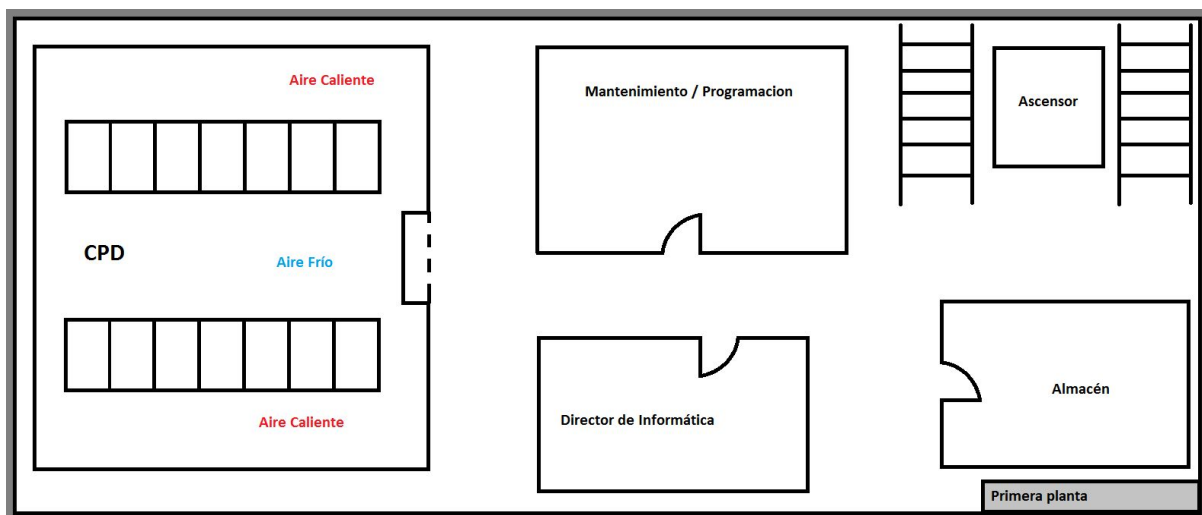 Aire Caliente
Mantenimiento / Programacion
Ascensor
CPD
Aire Frío
Aire Caliente
Director de Informática
Almacén
Primera planta